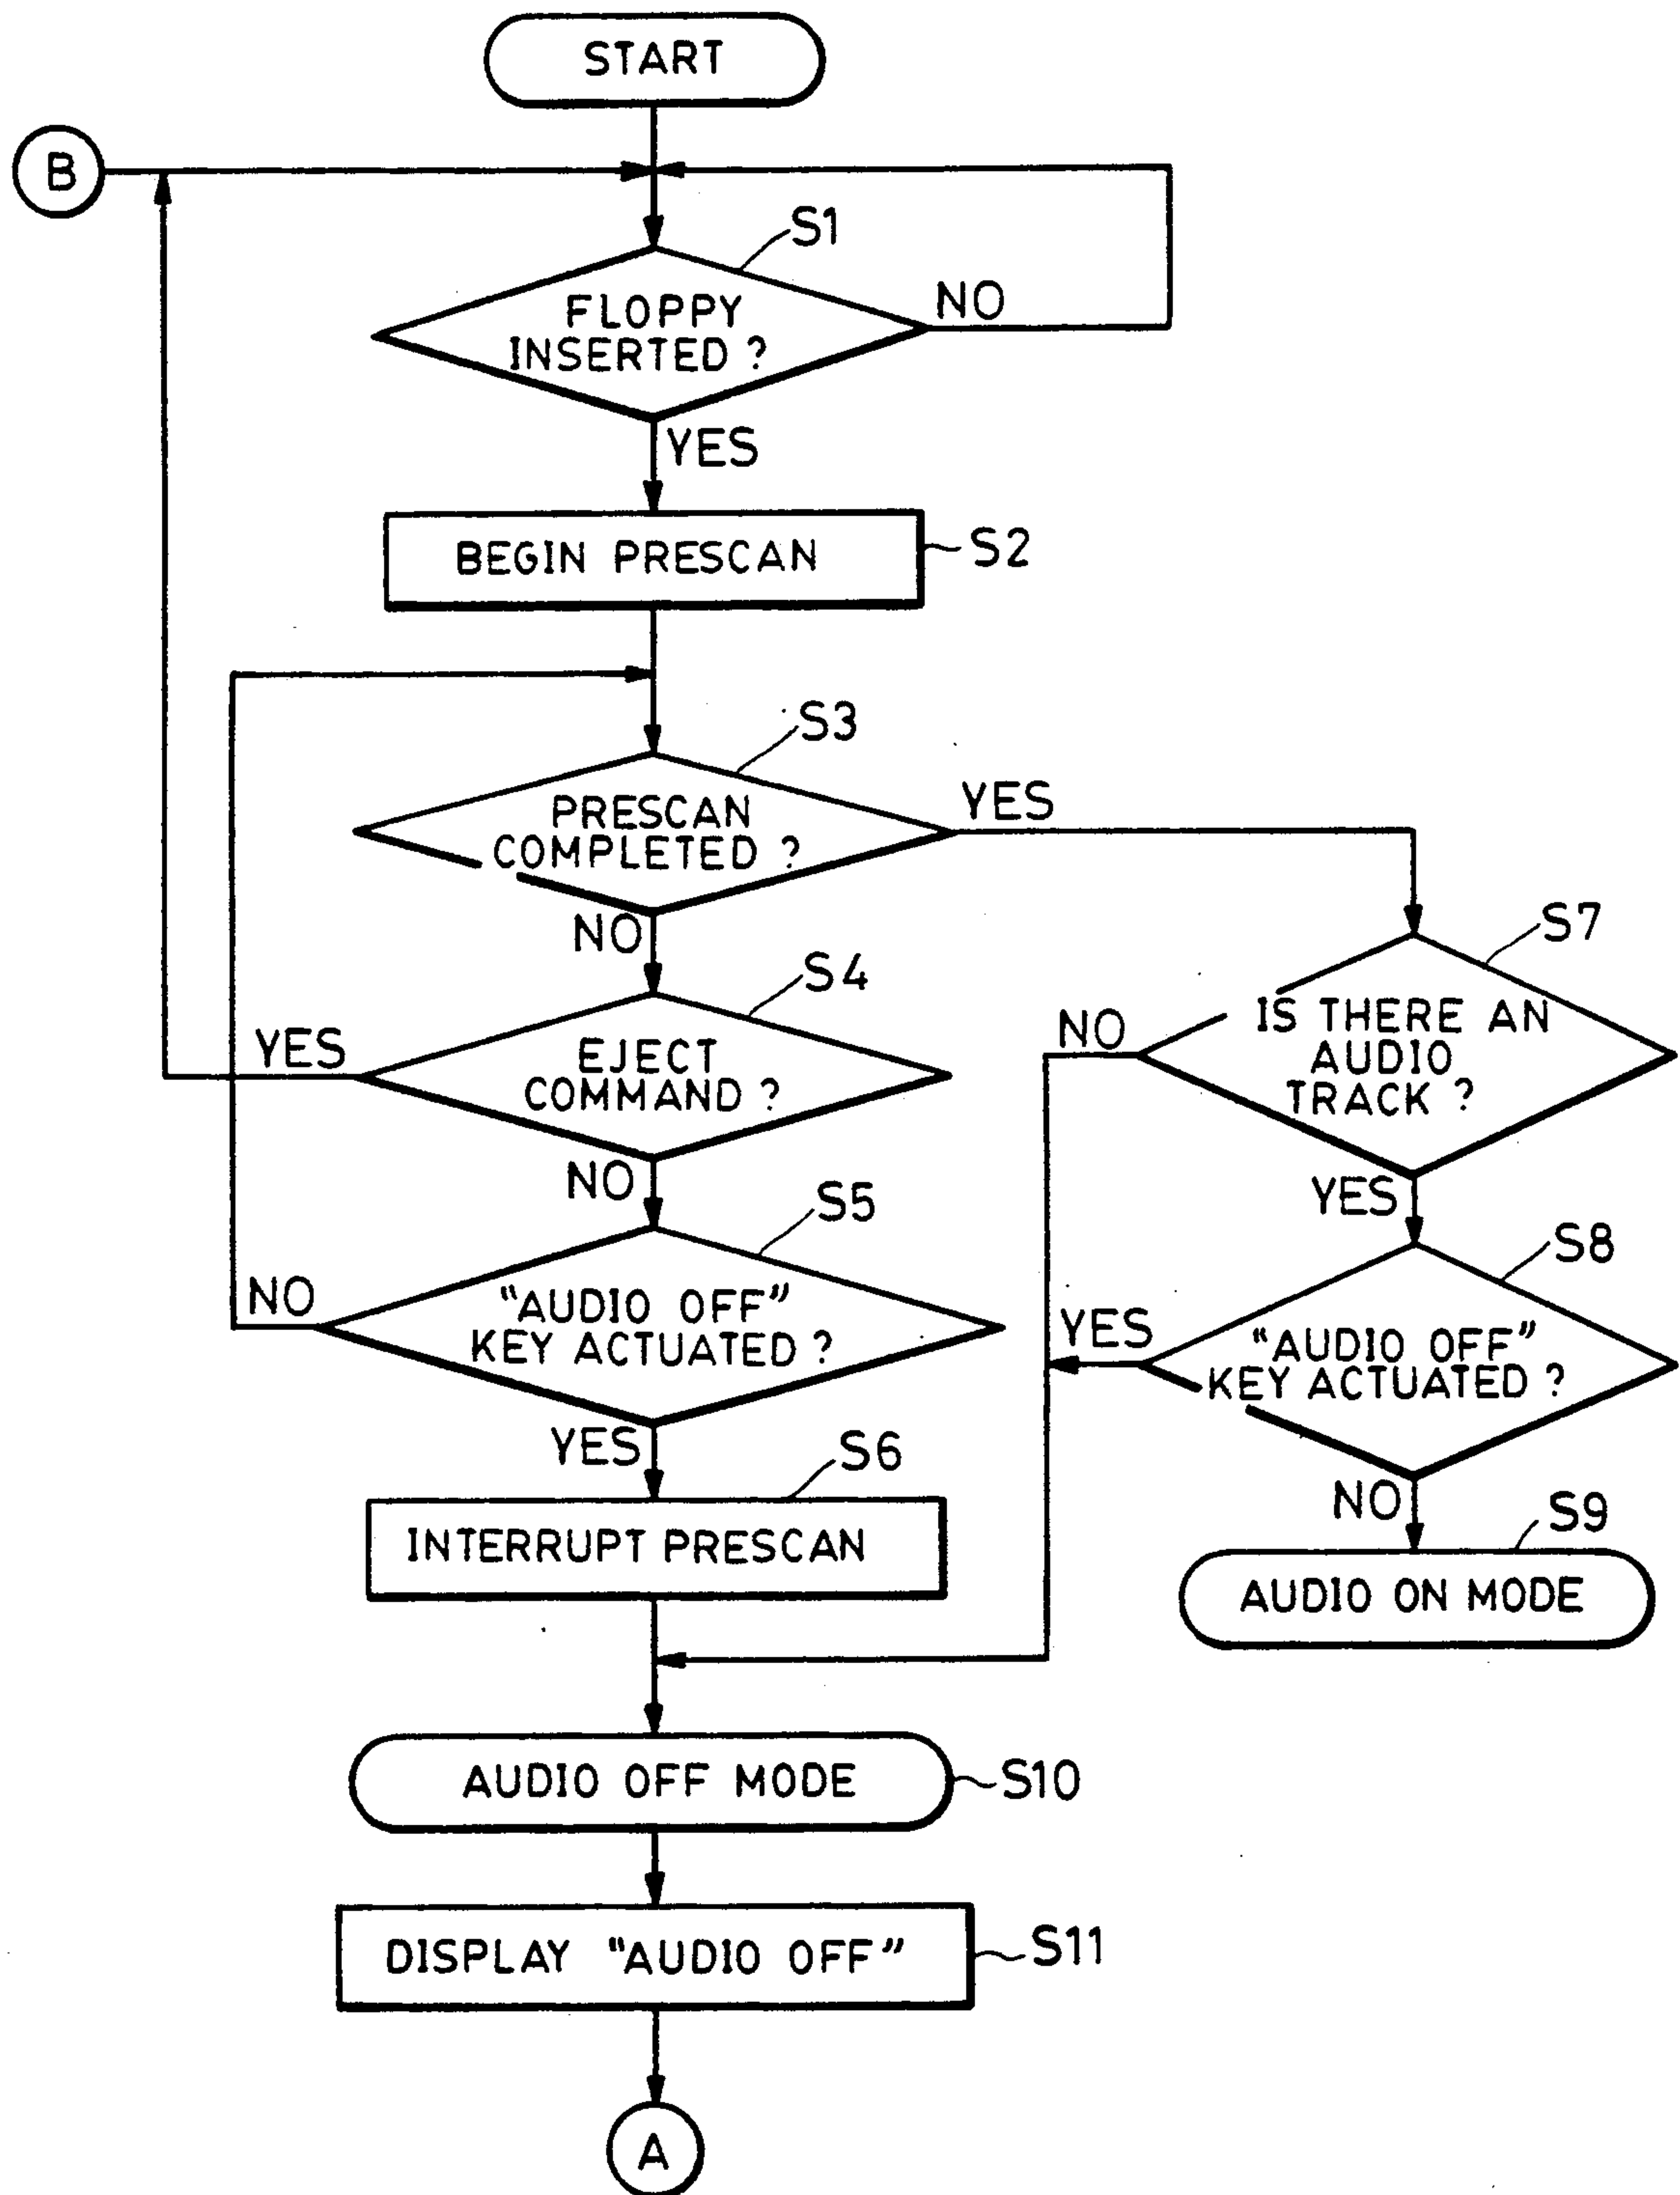 START
B
S1
FLOPPY
INSERTED ?
NO
YES
BEGIN PRESCAN
S2
S3
PRESCAN
COMPLETED ?
YES
NO
S7
S4
IS THERE AN
AUDIO
TRACK ?
NO
YES
EJECT
COMMAND ?
NO
YES
S5
S8
NO
"AUDIO OFF"
KEY ACTUATED ?
YES
"AUDIO OFF"
KEY ACTUATED ?
YES
S6
NO
S9
INTERRUPT PRESCAN
AUDIO ON MODE
AUDIO OFF MODE
S10
DISPLAY "AUDIO OFF"
S11
A